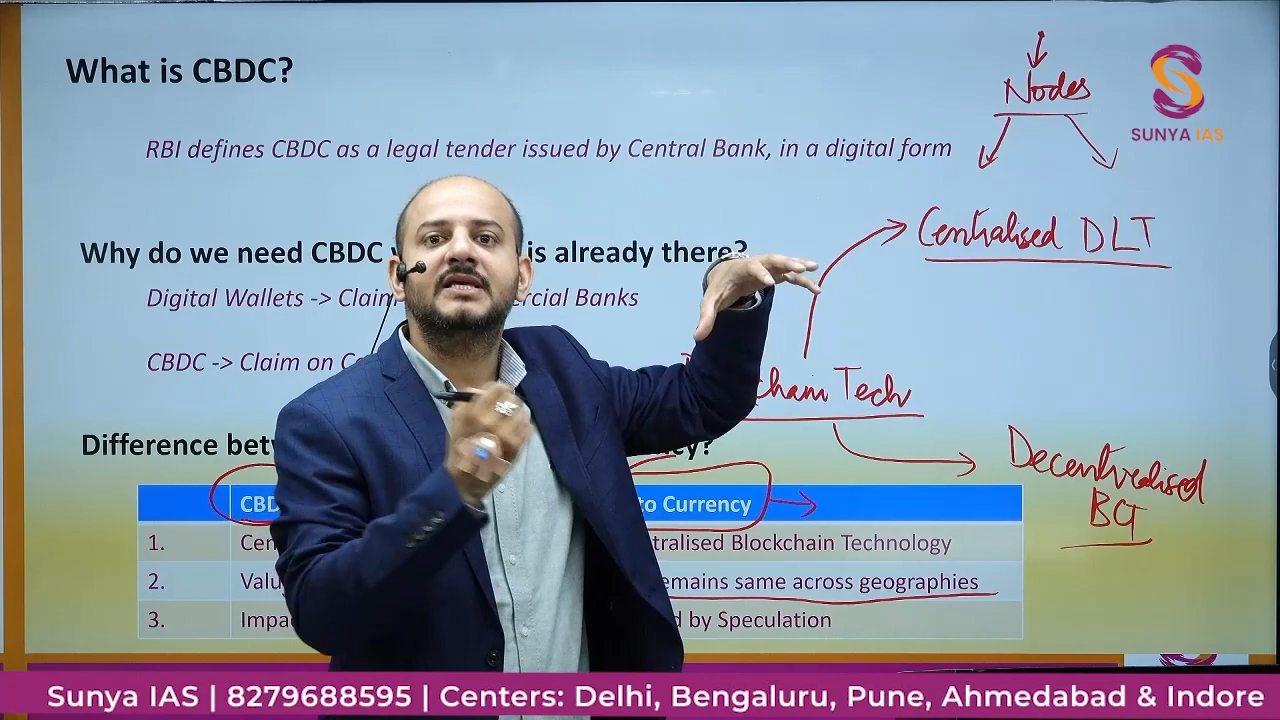 What is CBDC?
Nodes
SUNYA IAS
RBI defines CBDC as a legal tender issued by Central Bank, in a digital form
Centralised DLT
Why do we need CBDC is already there?
Digital Wallets -> Claim rcial Banks
CBDC -> Claim on
chain Tech
Difference
Decentralised
BCT
CBD to Currency
1. Cen tralised Blockchain Technology
2. Valu emains same across geographies
3. Impa d by Speculation
Sunya IAS | 8279688595 | Centers: Delhi, Bengaluru, Pune, Ahmedabad & Indore